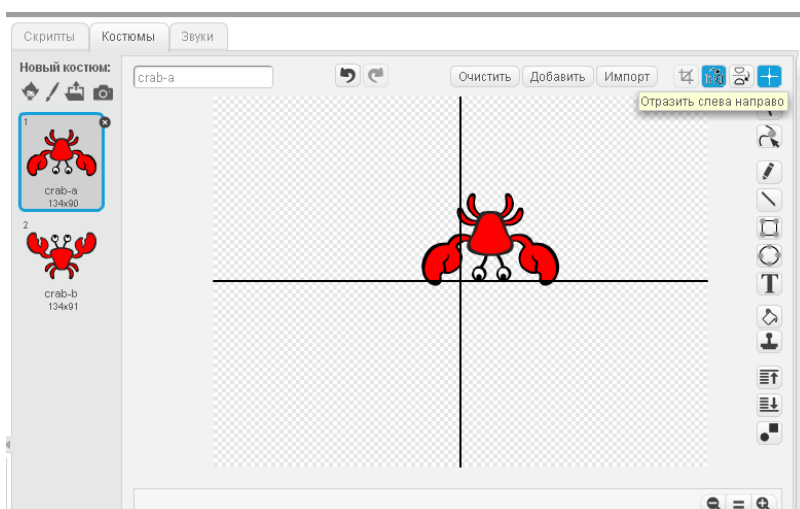 Скрипты Костюмы Звуки
Новый костюм:
crab-a
Очистить Добавить Импорт
Отразить слева направо
1
crab-a
134x90
2
crab-b
134x91
T